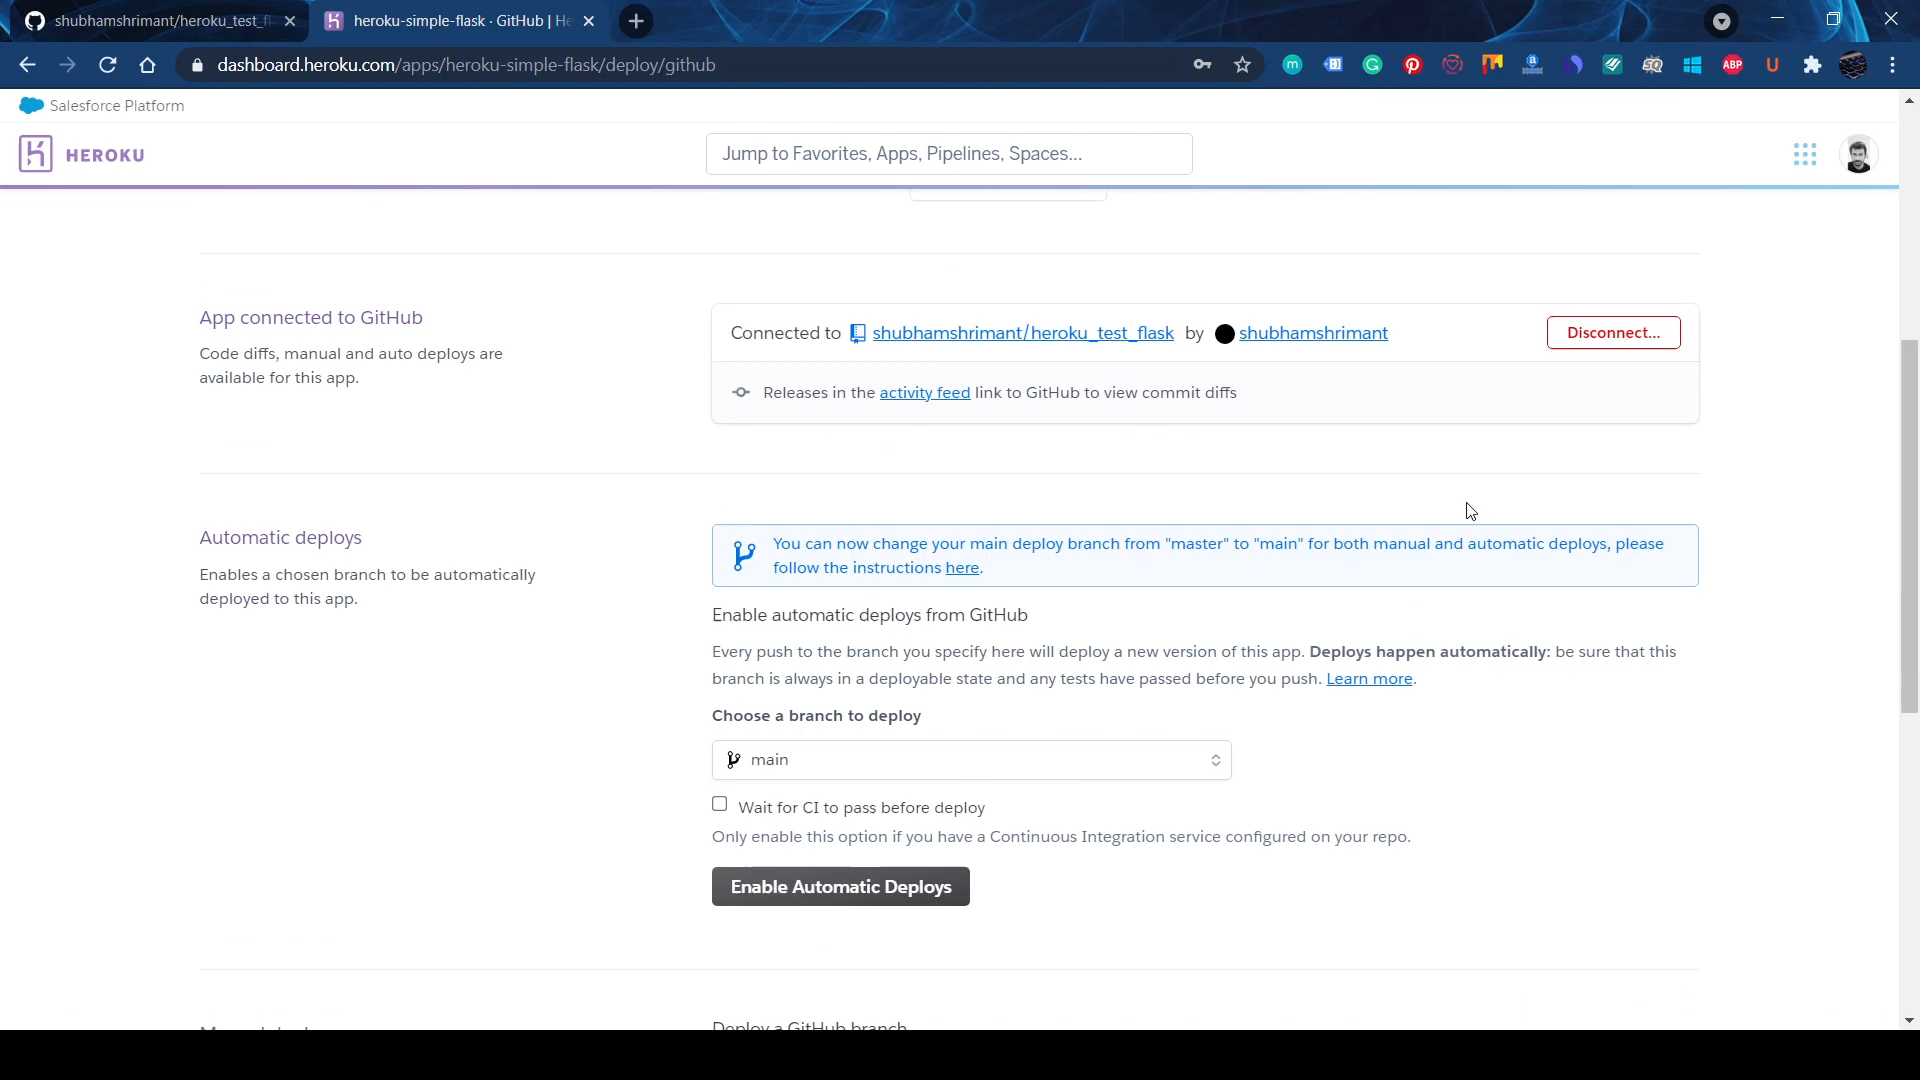 shubhamshrimant/heroku_test_fl
heroku-simple-flask · GitHub | He
dashboard.heroku.com/apps/heroku-simple-flask/deploy/github
Salesforce Platform
HEROKU
Jump to Favorites, Apps, Pipelines, Spaces...
App connected to GitHub
Code diffs, manual and auto deploys are
available for this app.
Connected to shubhamshrimant/heroku_test_flask by shubhamshrimant
Disconnect...
Releases in the activity feed link to GitHub to view commit diffs
Automatic deploys
Enables a chosen branch to be automatically
deployed to this app.
You can now change your main deploy branch from "master" to "main" for both manual and automatic deploys, please
follow the instructions here.
Enable automatic deploys from GitHub
Every push to the branch you specify here will deploy a new version of this app. Deploys happen automatically: be sure that this
branch is always in a deployable state and any tests have passed before you push. Learn more.
Choose a branch to deploy
main
Wait for CI to pass before deploy
Only enable this option if you have a Continuous Integration service configured on your repo.
Enable Automatic Deploys
Deploy a GitHub branch